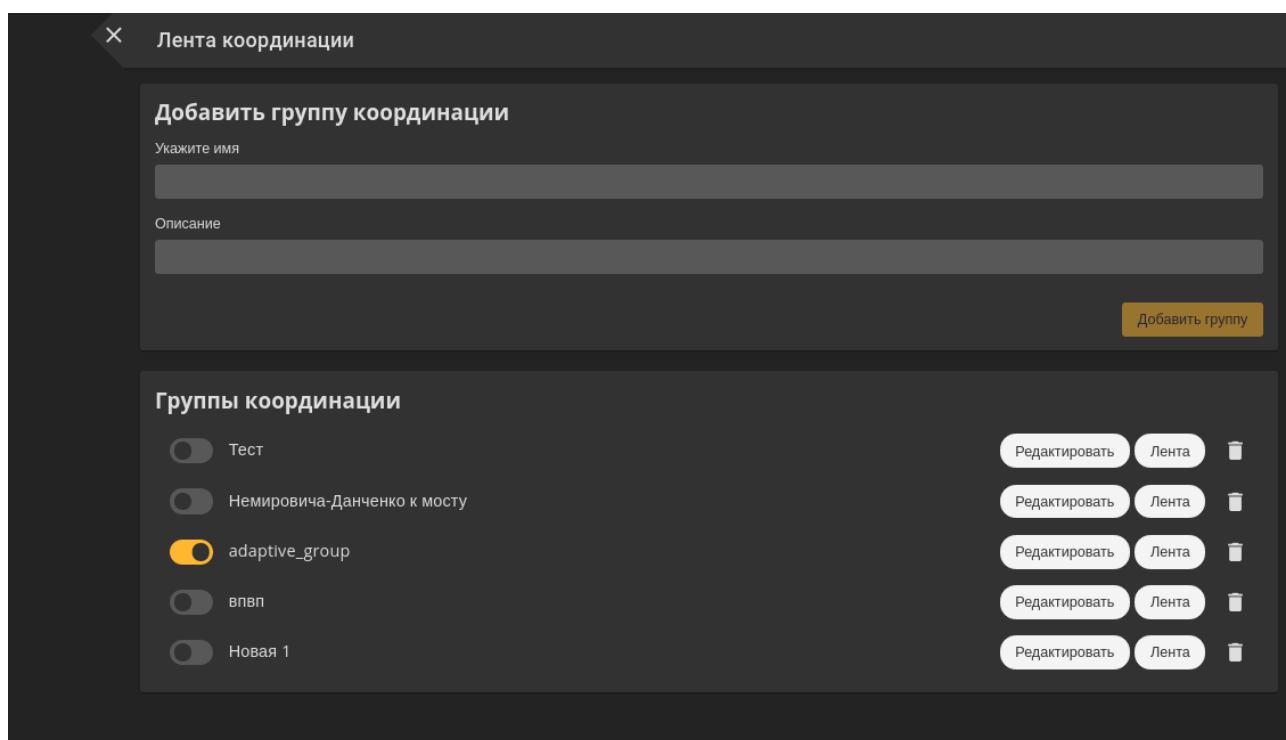 Лента координации
Добавить группу координации
Укажите имя
Описание
Добавить группу
Группы координации
Тест Редактировать Лента
Немировича-Данченко к мосту Редактировать Лента
adaptive_group Редактировать Лента
впвп Редактировать Лента
Новая 1 Редактировать Лента